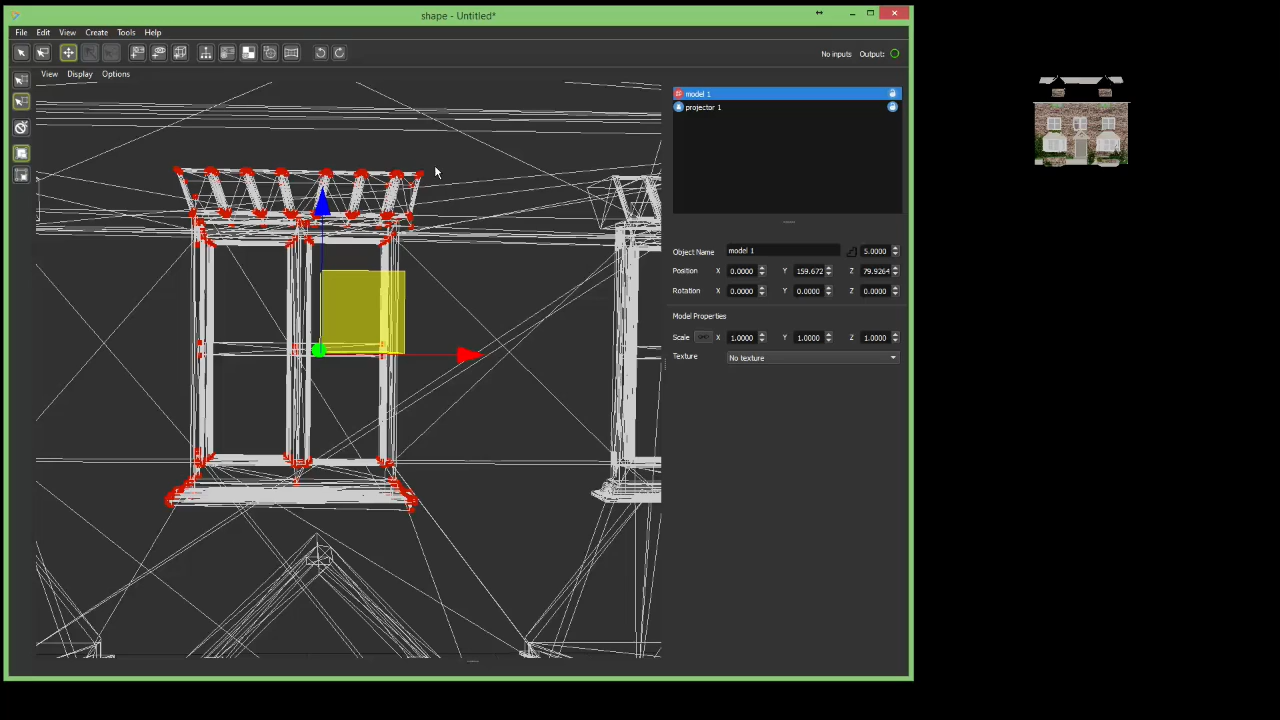 shape - Untitled*
File Edit View Create Tools Help
No inputs Output:
View Display Options
model 1
projector 1
Object Name model 1 5.0000
Position X 0.0000 Y 159.672 Z 79.9264
Rotation X 0.0000 Y 0.0000 Z 0.0000
Model Properties
Scale X 1.0000 Y 1.0000 Z 1.0000
Texture No texture